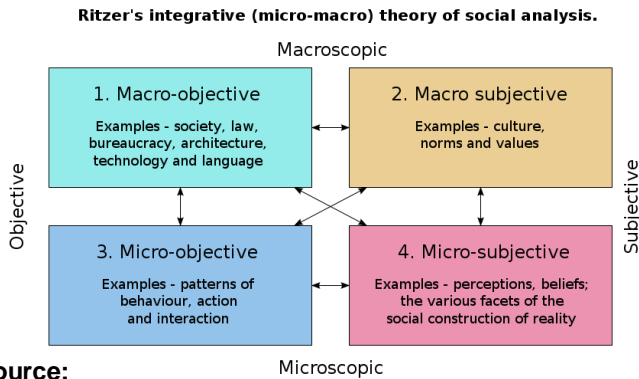 Ritzer's integrative (micro-macro) theory of social analysis.
Macroscopic
1. Macro-objective
Examples - society, law,
bureaucracy, architecture,
technology and language
2. Macro subjective
Examples - culture,
norms and values
Objective
Subjective
3. Micro-objective
Examples - patterns of
behaviour, action
and interaction
4. Micro-subjective
Examples - perceptions, beliefs;
the various facets of the
social construction of reality
Microscopic
ource: